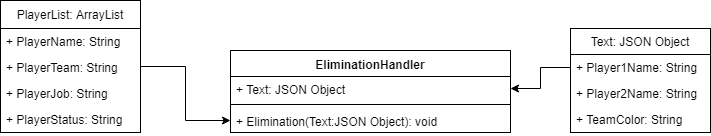 PlayerList: ArrayList
+ PlayerName: String
+ PlayerTeam: String
+ PlayerJob: String
+ PlayerStatus: String
EliminationHandler
+ Text: JSON Object
+ Elimination(Text:JSON Object): void
Text: JSON Object
+ Player1Name: String
+ Player2Name: String
+ TeamColor: String